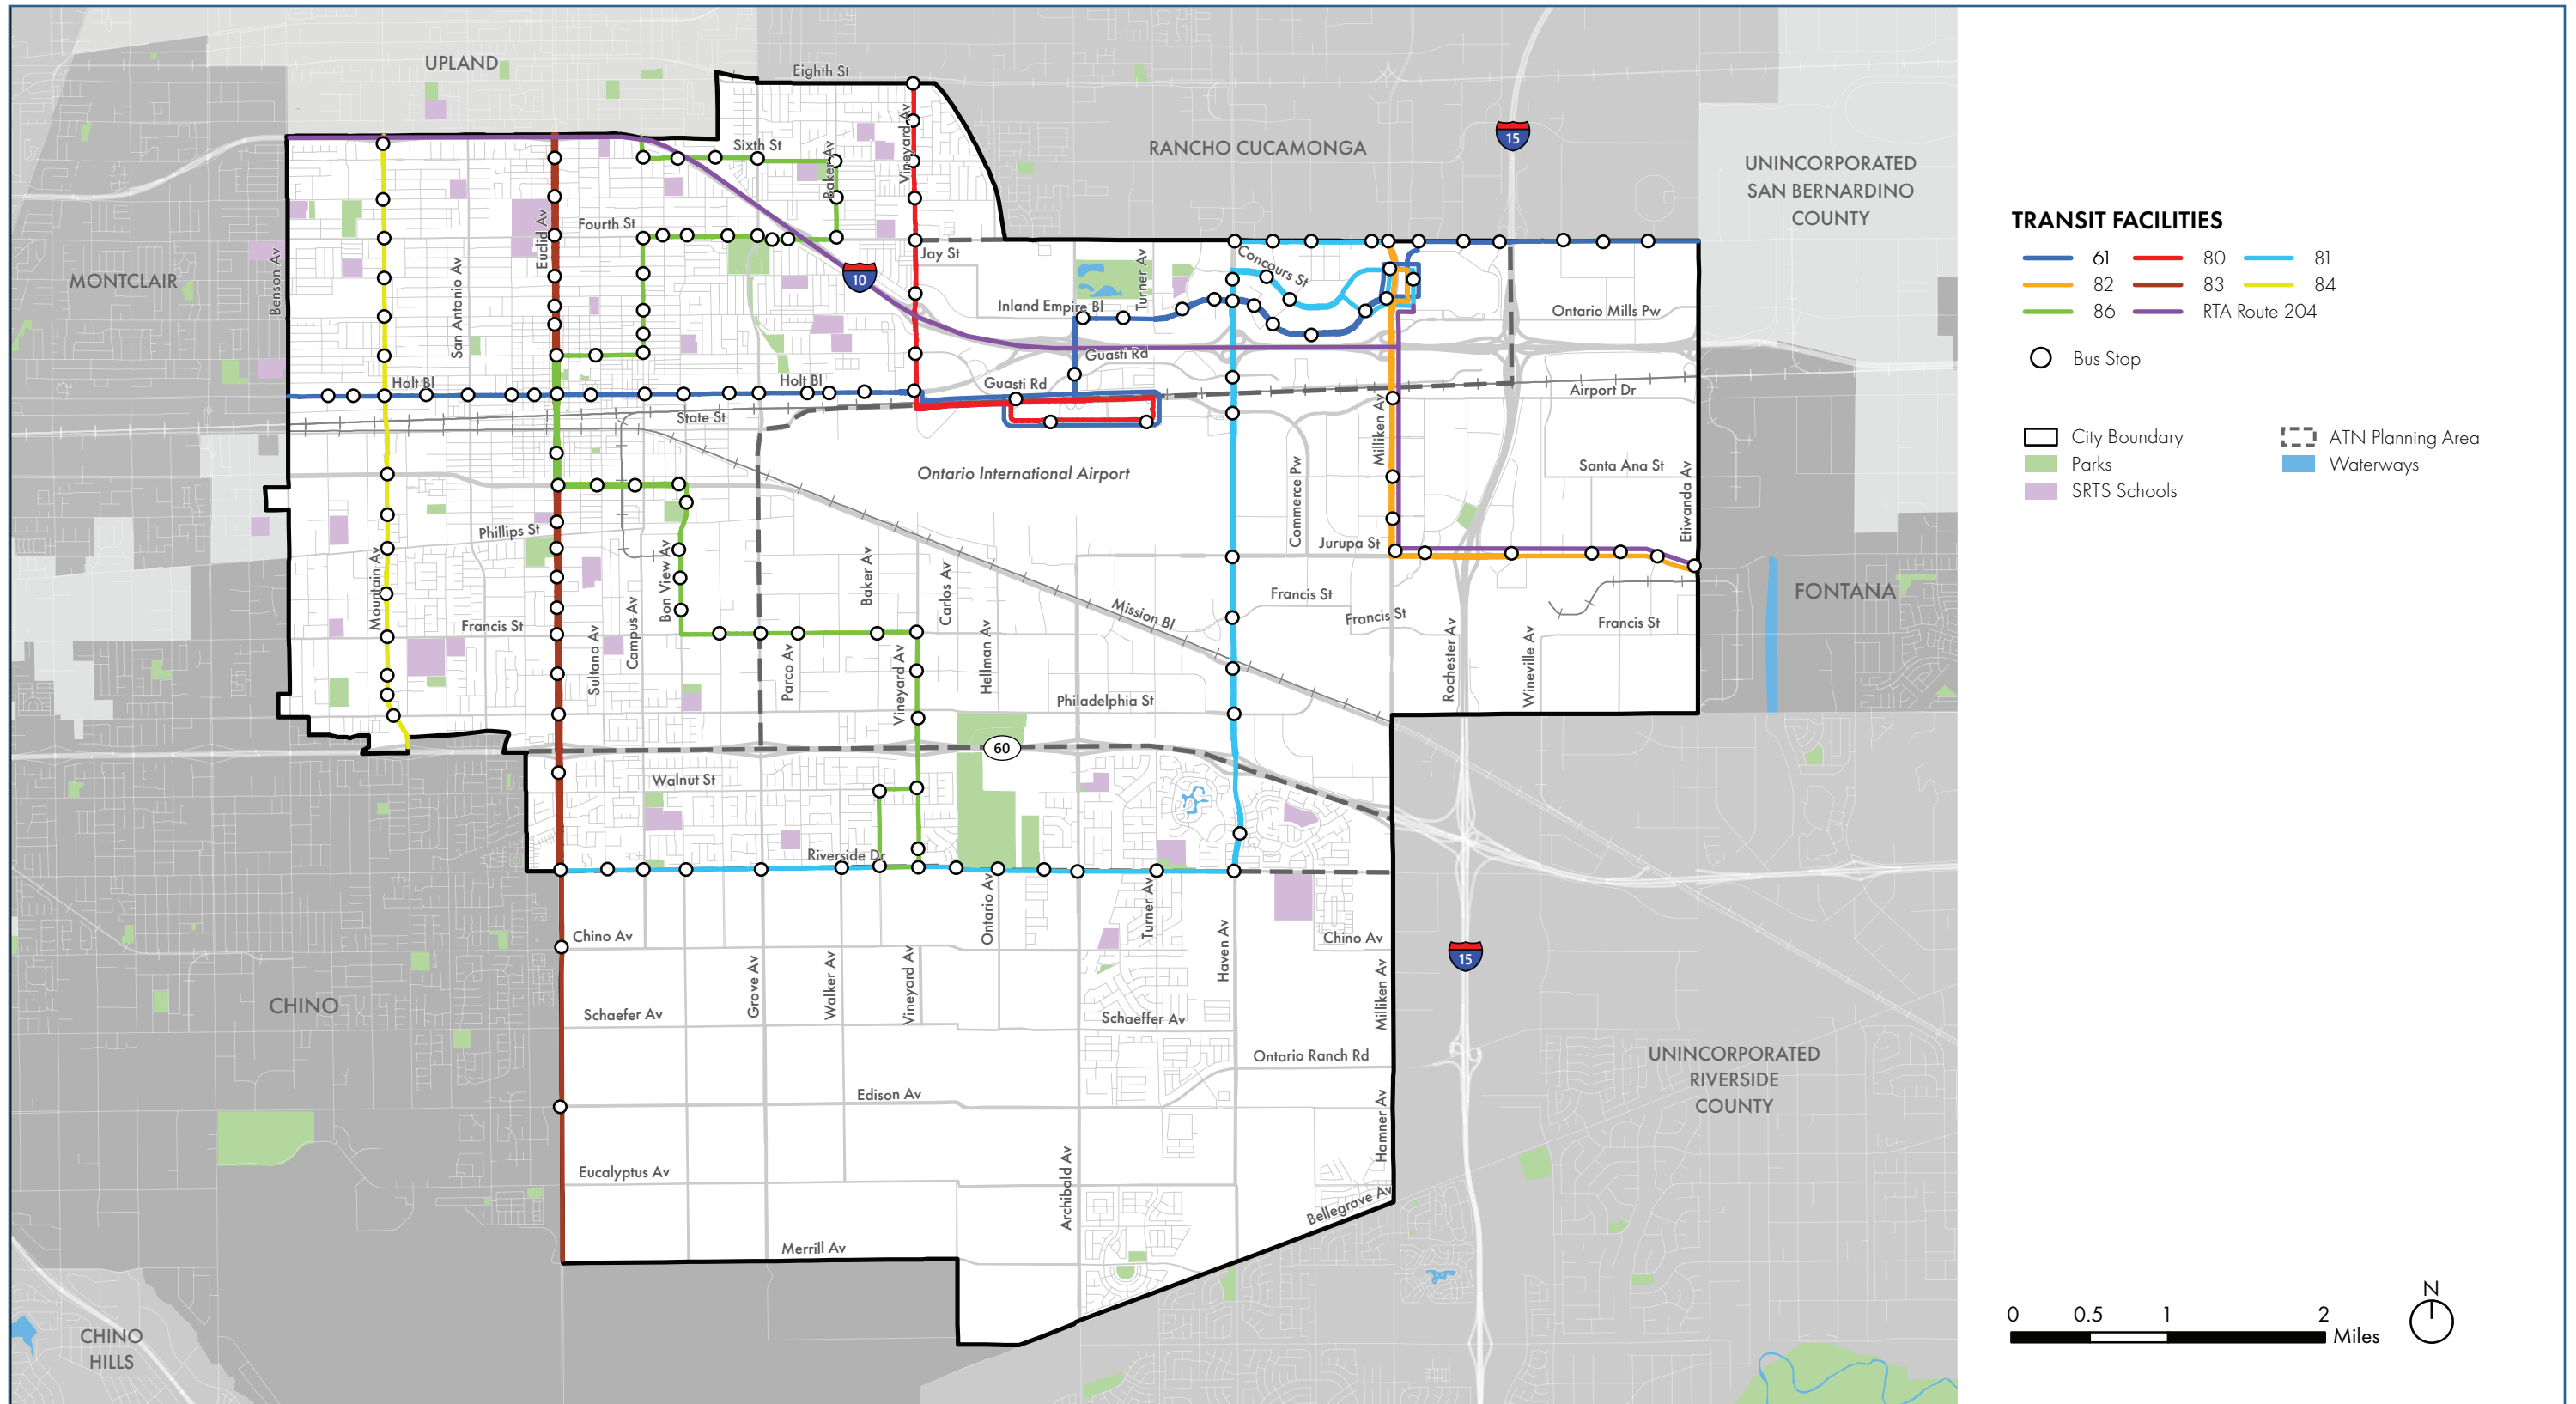 UPLAND
Eighth St
RANCHO CUCAMONGA
15
UNINCORPORATED
SAN BERNARDINO
COUNTY
Sixth St
Baker Av
Vineyard Av
Fourth St
Euclid Av
MONTCLAIR
Benson Av
San Antonio Av
10
Jay St
Turner Av
Concours St
Inland Empire Bl
Ontario Mills Pw
Guasti Rd
Guasti Rd
Holt Bl
Holt Bl
State St
Airport Dr
Milliken Av
Ontario International Airport
Commerce Pw
Santa Ana St
Etiwanda Av
Phillips St
Jurupa St
Mountain Av
Bon View Av
Baker Av
Carlos Av
Mission Bl
Francis St
Francis St
Francis St
Francis St
FONTANA
Sultana Av
Campus Av
Parco Av
Vineyard Av
Hellman Av
Rochester Av
Wineville Av
Philadelphia St
60
Walnut St
Riverside Dr
Ontario Av
Turner Av
Haven Av
Chino Av
Chino Av
15
CHINO
Grove Av
Walker Av
Vineyard Av
Milliken Av
Schaefer Av
Schaeffer Av
Ontario Ranch Rd
UNINCORPORATED
RIVERSIDE
COUNTY
Edison Av
Hamner Av
Eucalyptus Av
Archibald Av
Bellegrave Av
Merrill Av
CHINO
HILLS
TRANSIT FACILITIES
61 80 81
82 83 84
86 RTA Route 204
Bus Stop
City Boundary ATN Planning Area
Parks Waterways
SRTS Schools
N
0 0.5 1 2
Miles